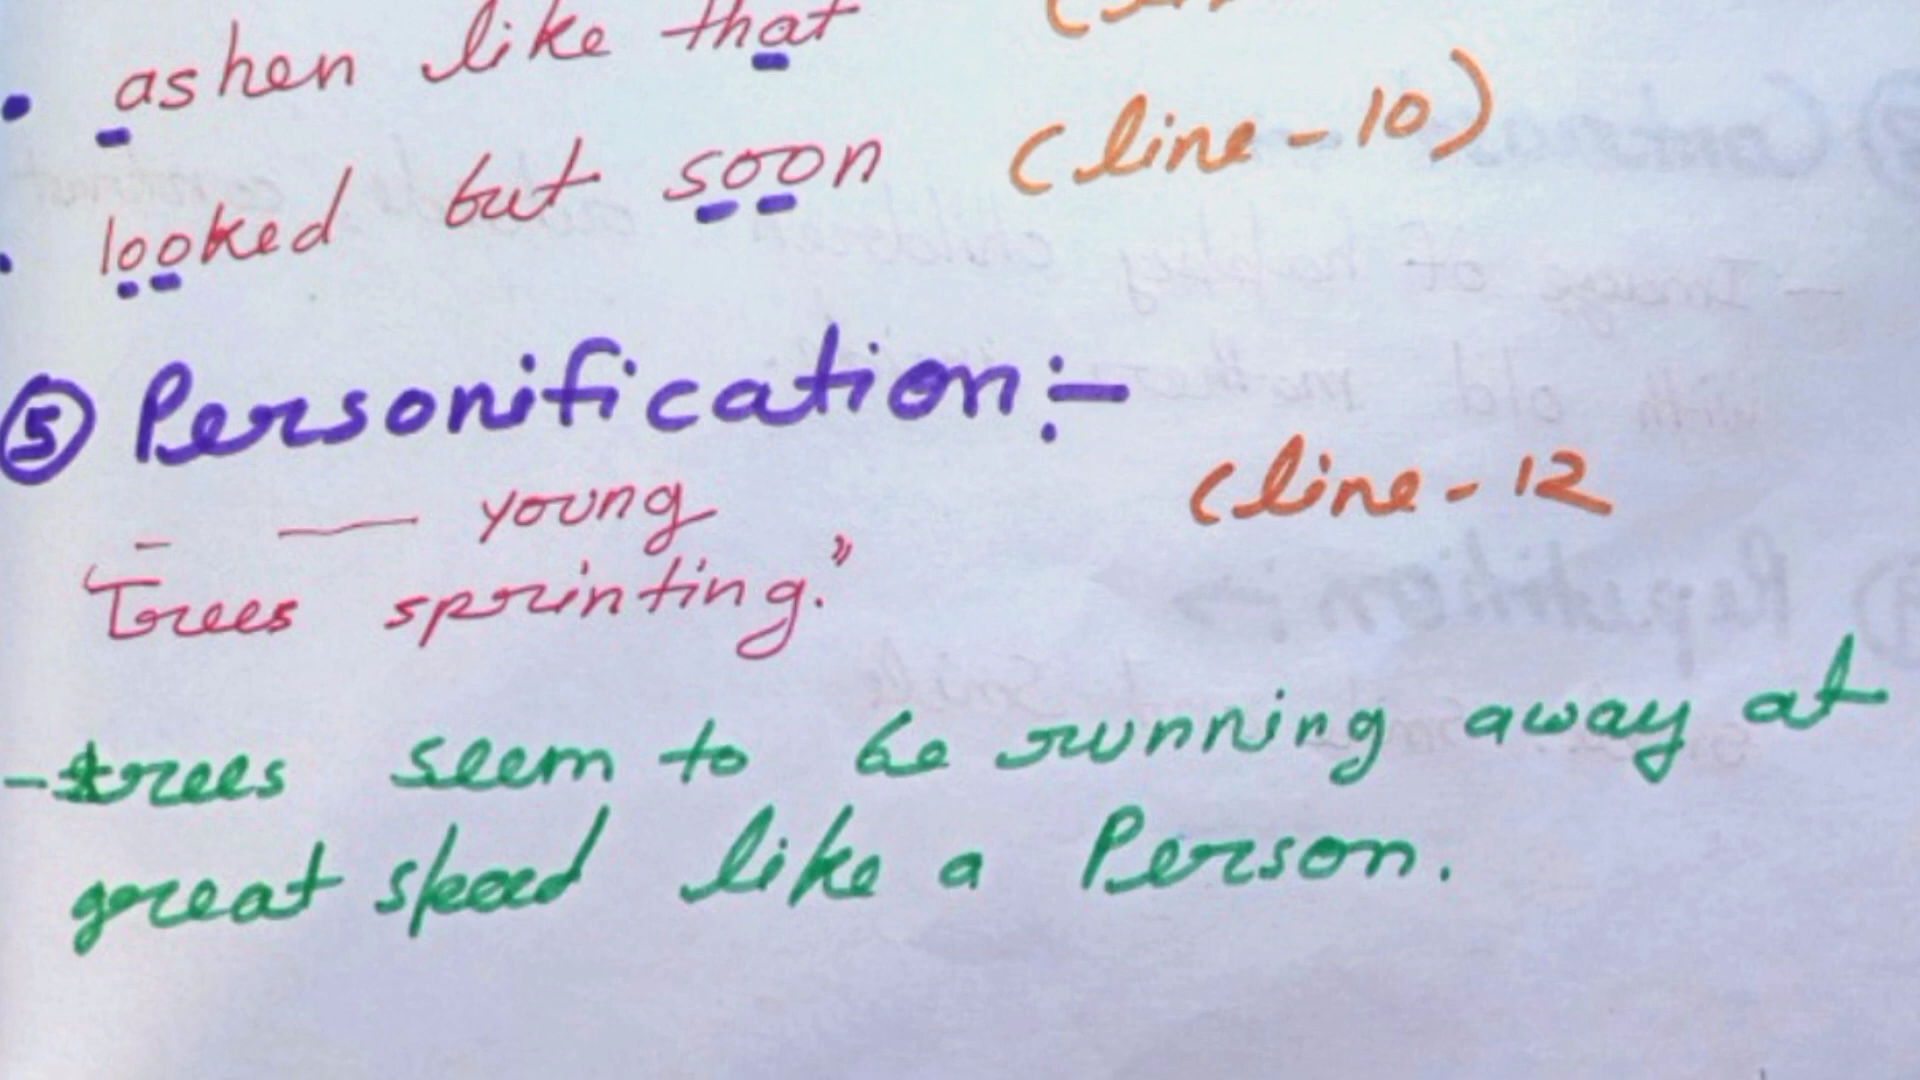 • ashen like that
• looked but soon (line-10)
⑤ Personification:-
- — young (line-12
Trees sprinting."
-trees seem to be running away at
great speed like a Person.